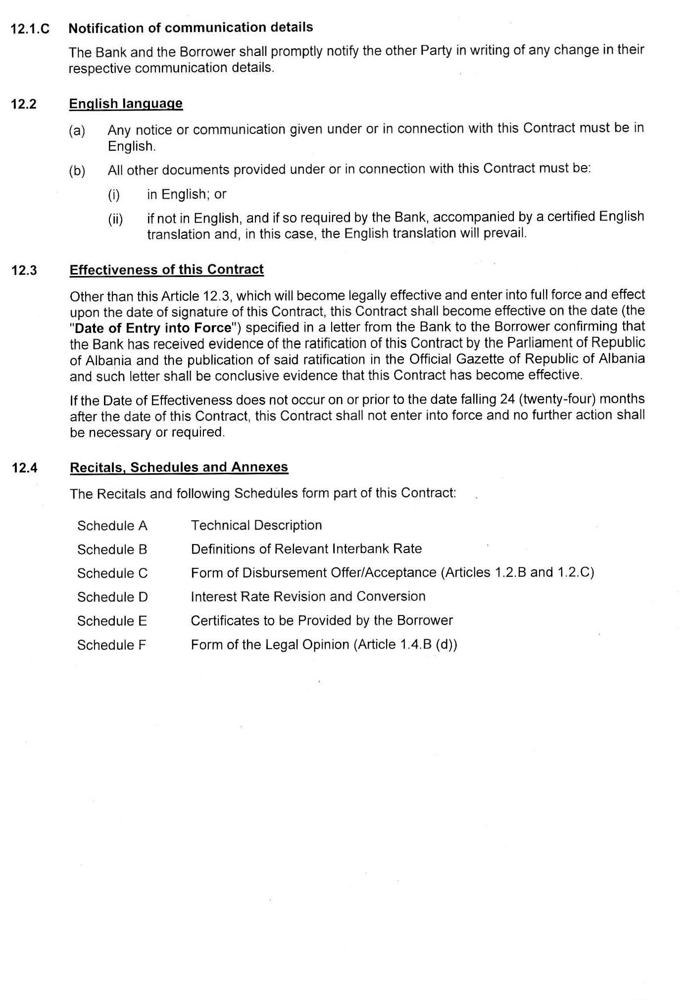 12.1.C Notification of communication details
The Bank and the Borrower shall promptly notify the other Party in writing of any change in their
respective communication details.
12.2 English language
(a) Any notice or communication given under or in connection with this Contract must be in
English.
(b) All other documents provided under or in connection with this Contract must be:
(i) in English; or
(ii) if not in English, and if so required by the Bank, accompanied by a certified English
translation and, in this case, the English translation will prevail.
12.3 Effectiveness of this Contract
Other than this Article 12.3, which will become legally effective and enter into full force and effect
upon the date of signature of this Contract, this Contract shall become effective on the date (the
"Date of Entry into Force") specified in a letter from the Bank to the Borrower confirming that
the Bank has received evidence of the ratification of this Contract by the Parliament of Republic
of Albania and the publication of said ratification in the Official Gazette of Republic of Albania
and such letter shall be conclusive evidence that this Contract has become effective.
If the Date of Effectiveness does not occur on or prior to the date falling 24 (twenty-four) months
after the date of this Contract, this Contract shall not enter into force and no further action shall
be necessary or required.
12.4 Recitals, Schedules and Annexes
The Recitals and following Schedules form part of this Contract:
Schedule A Technical Description
Schedule B Definitions of Relevant Interbank Rate
Schedule C Form of Disbursement Offer/Acceptance (Articles 1.2.B and 1.2.C)
Schedule D Interest Rate Revision and Conversion
Schedule E Certificates to be Provided by the Borrower
Schedule F Form of the Legal Opinion (Article 1.4.B (d))